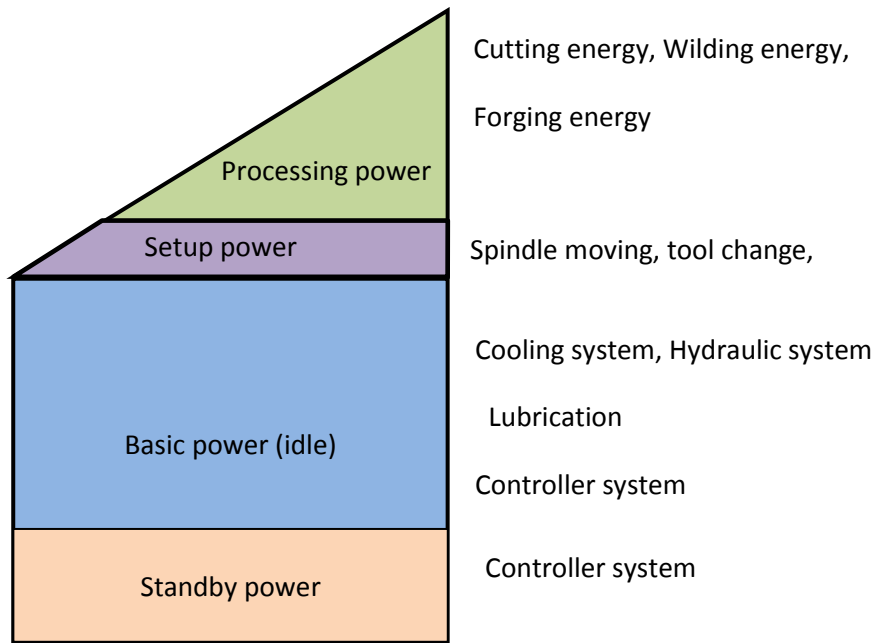 Cutting energy, Wilding energy,
Forging energy
Processing power
Setup power
Spindle moving, tool change,
Cooling system, Hydraulic system
Lubrication
Basic power (idle)
Controller system
Standby power
Controller system